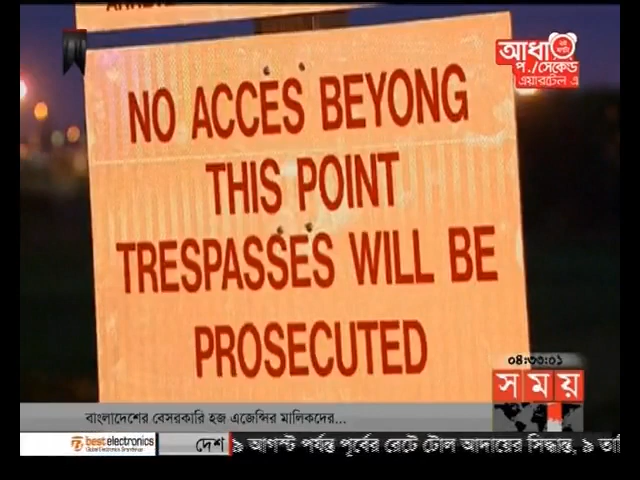 আধা
প./সেকেন্ড
এয়ারটেল এ
NO ACCES BEYONG
THIS POINT
TRESPASSES WILL BE
PROSECUTED
০৪:৩৩:০১
সময়
বাংলাদেশের বেসরকারি হজ এজেন্সির মালিকদের...
best electronics
দেশ
৯ আগস্ট পর্যন্ত পূর্বের রেটে টোল আদায়ের সিদ্ধান্ত, ৯ তা